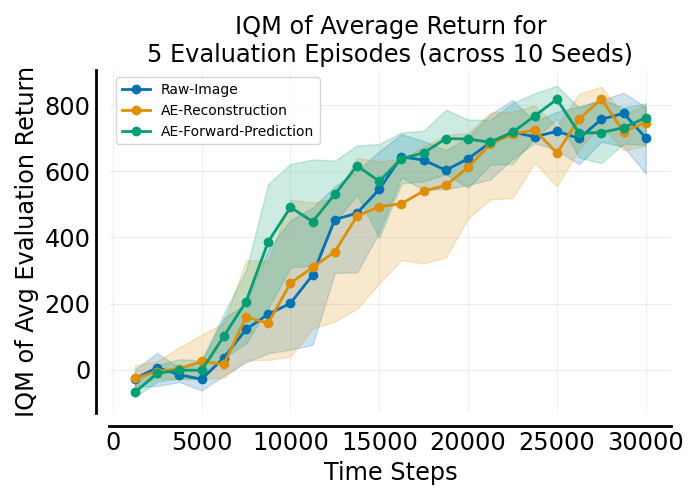 IQM of Average Return for
5 Evaluation Episodes (across 10 Seeds)
IQM of Avg Evaluation Return
800
600
400
200
0
Raw-Image
AE-Reconstruction
AE-Forward-Prediction
0 5000 10000 15000 20000 25000 30000
Time Steps